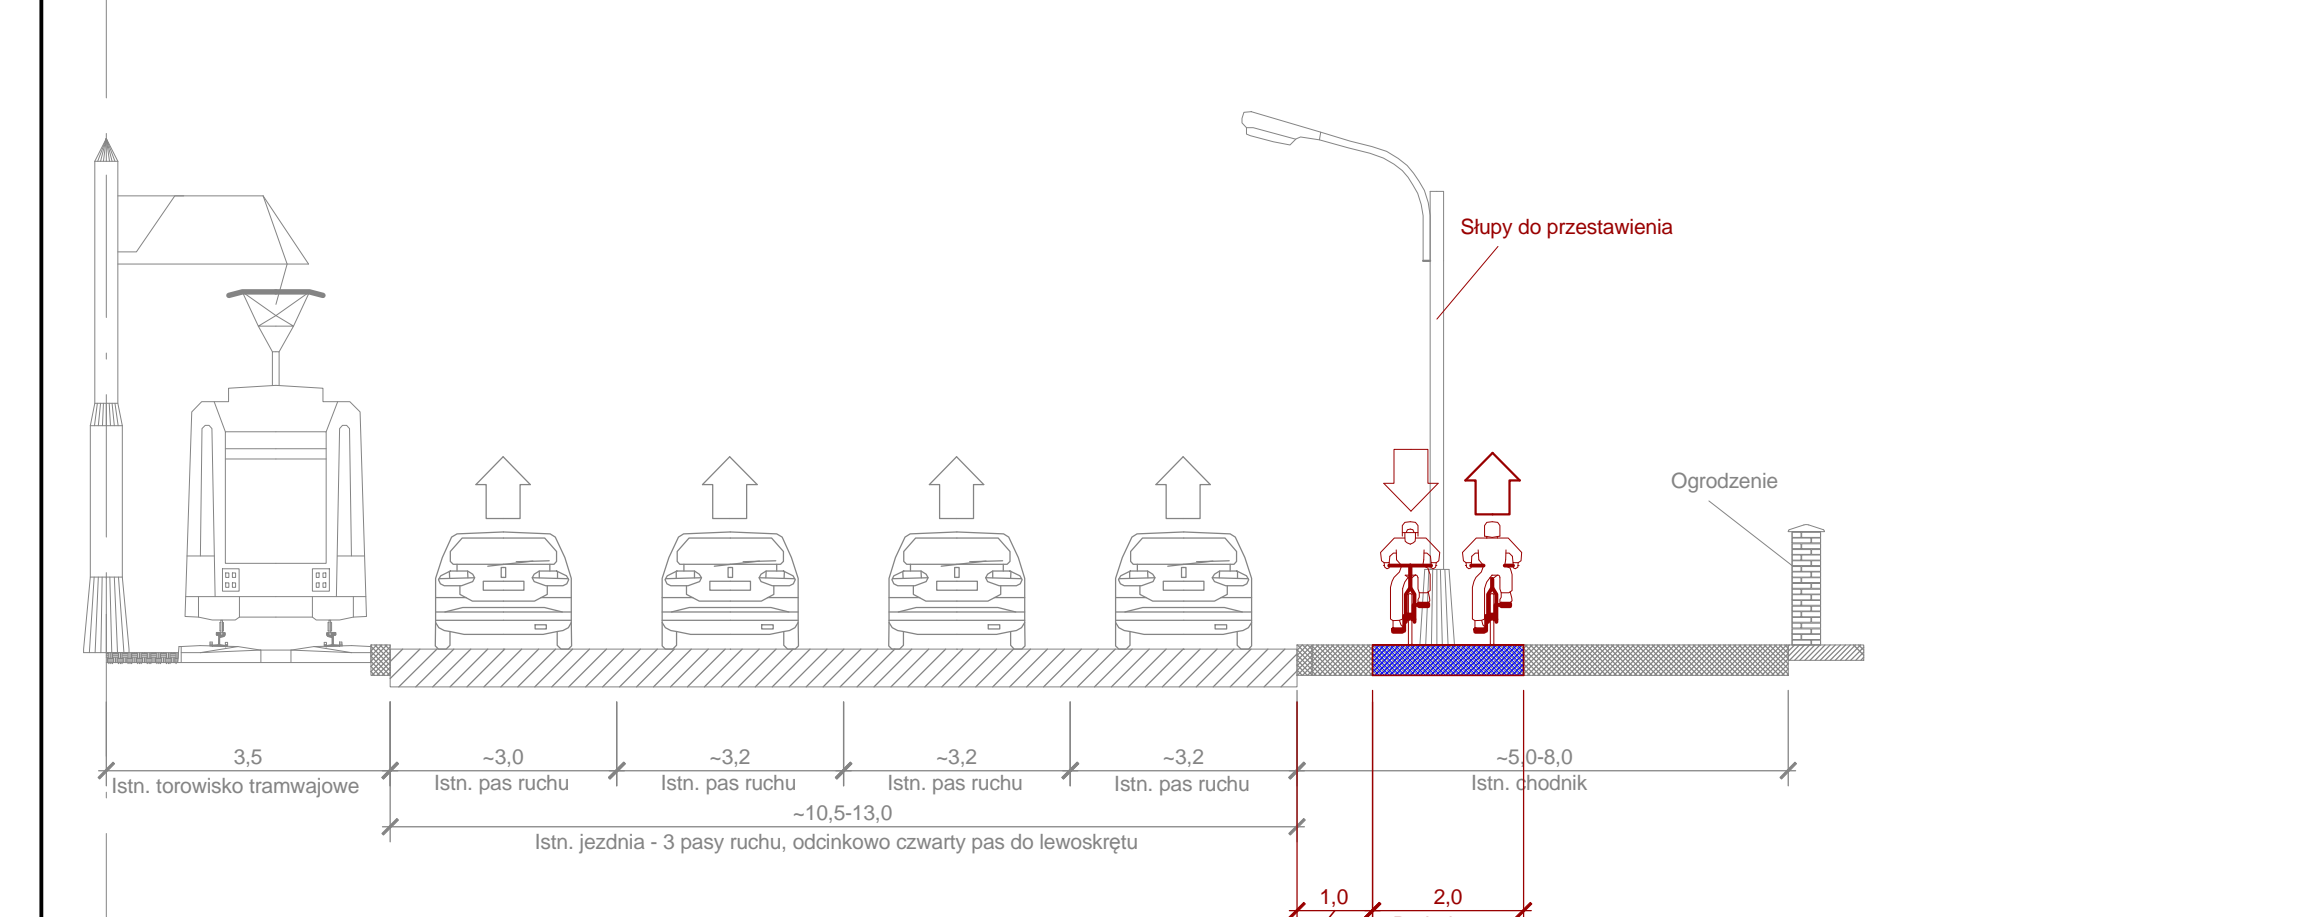 Słupy do przestawienia
Ogrodzenie
3,5
~3,0
~3,2
~3,2
~3,2
~5,0-8,0
Istn. torowisko tramwajowe
Istn. pas ruchu
Istn. pas ruchu
Istn. pas ruchu
Istn. pas ruchu
Istn. chodnik
~10,5-13,0
Istn. jezdnia - 3 pasy ruchu, odcinkowo czwarty pas do lewoskrętu
1,0
2,0